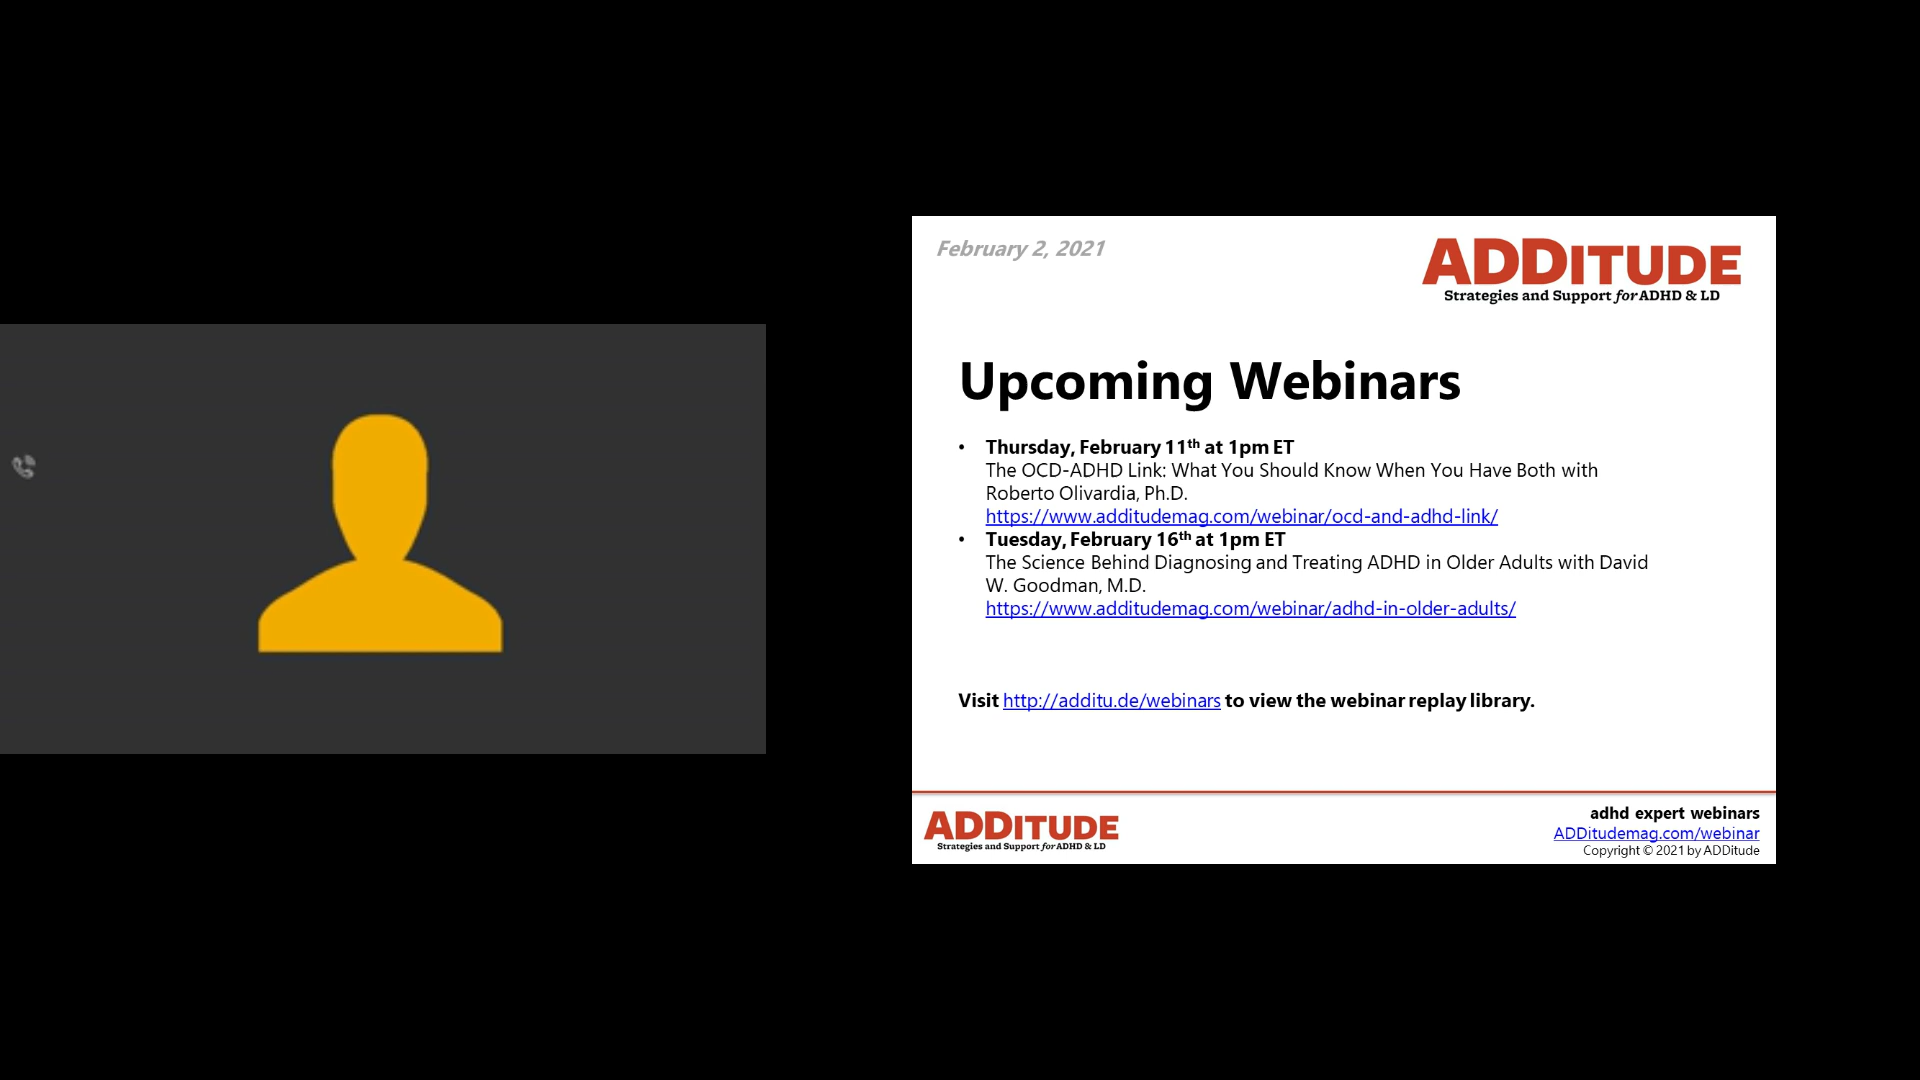 February 2, 2021
ADDITUDE
Strategies and Support for ADHD & LD
Upcoming Webinars
• Thursday, February 11th at 1pm ET
The OCD-ADHD Link: What You Should Know When You Have Both with
Roberto Olivardia, Ph.D.
https://www.additudemag.com/webinar/ocd-and-adhd-link/
• Tuesday, February 16th at 1pm ET
The Science Behind Diagnosing and Treating ADHD in Older Adults with David
W. Goodman, M.D.
https://www.additudemag.com/webinar/adhd-in-older-adults/
Visit http://additu.de/webinars to view the webinar replay library.
ADDITUDE
Strategies and Support for ADHD & LD
adhd expert webinars
ADDitudemag.com/webinar
Copyright © 2021 by ADDitude